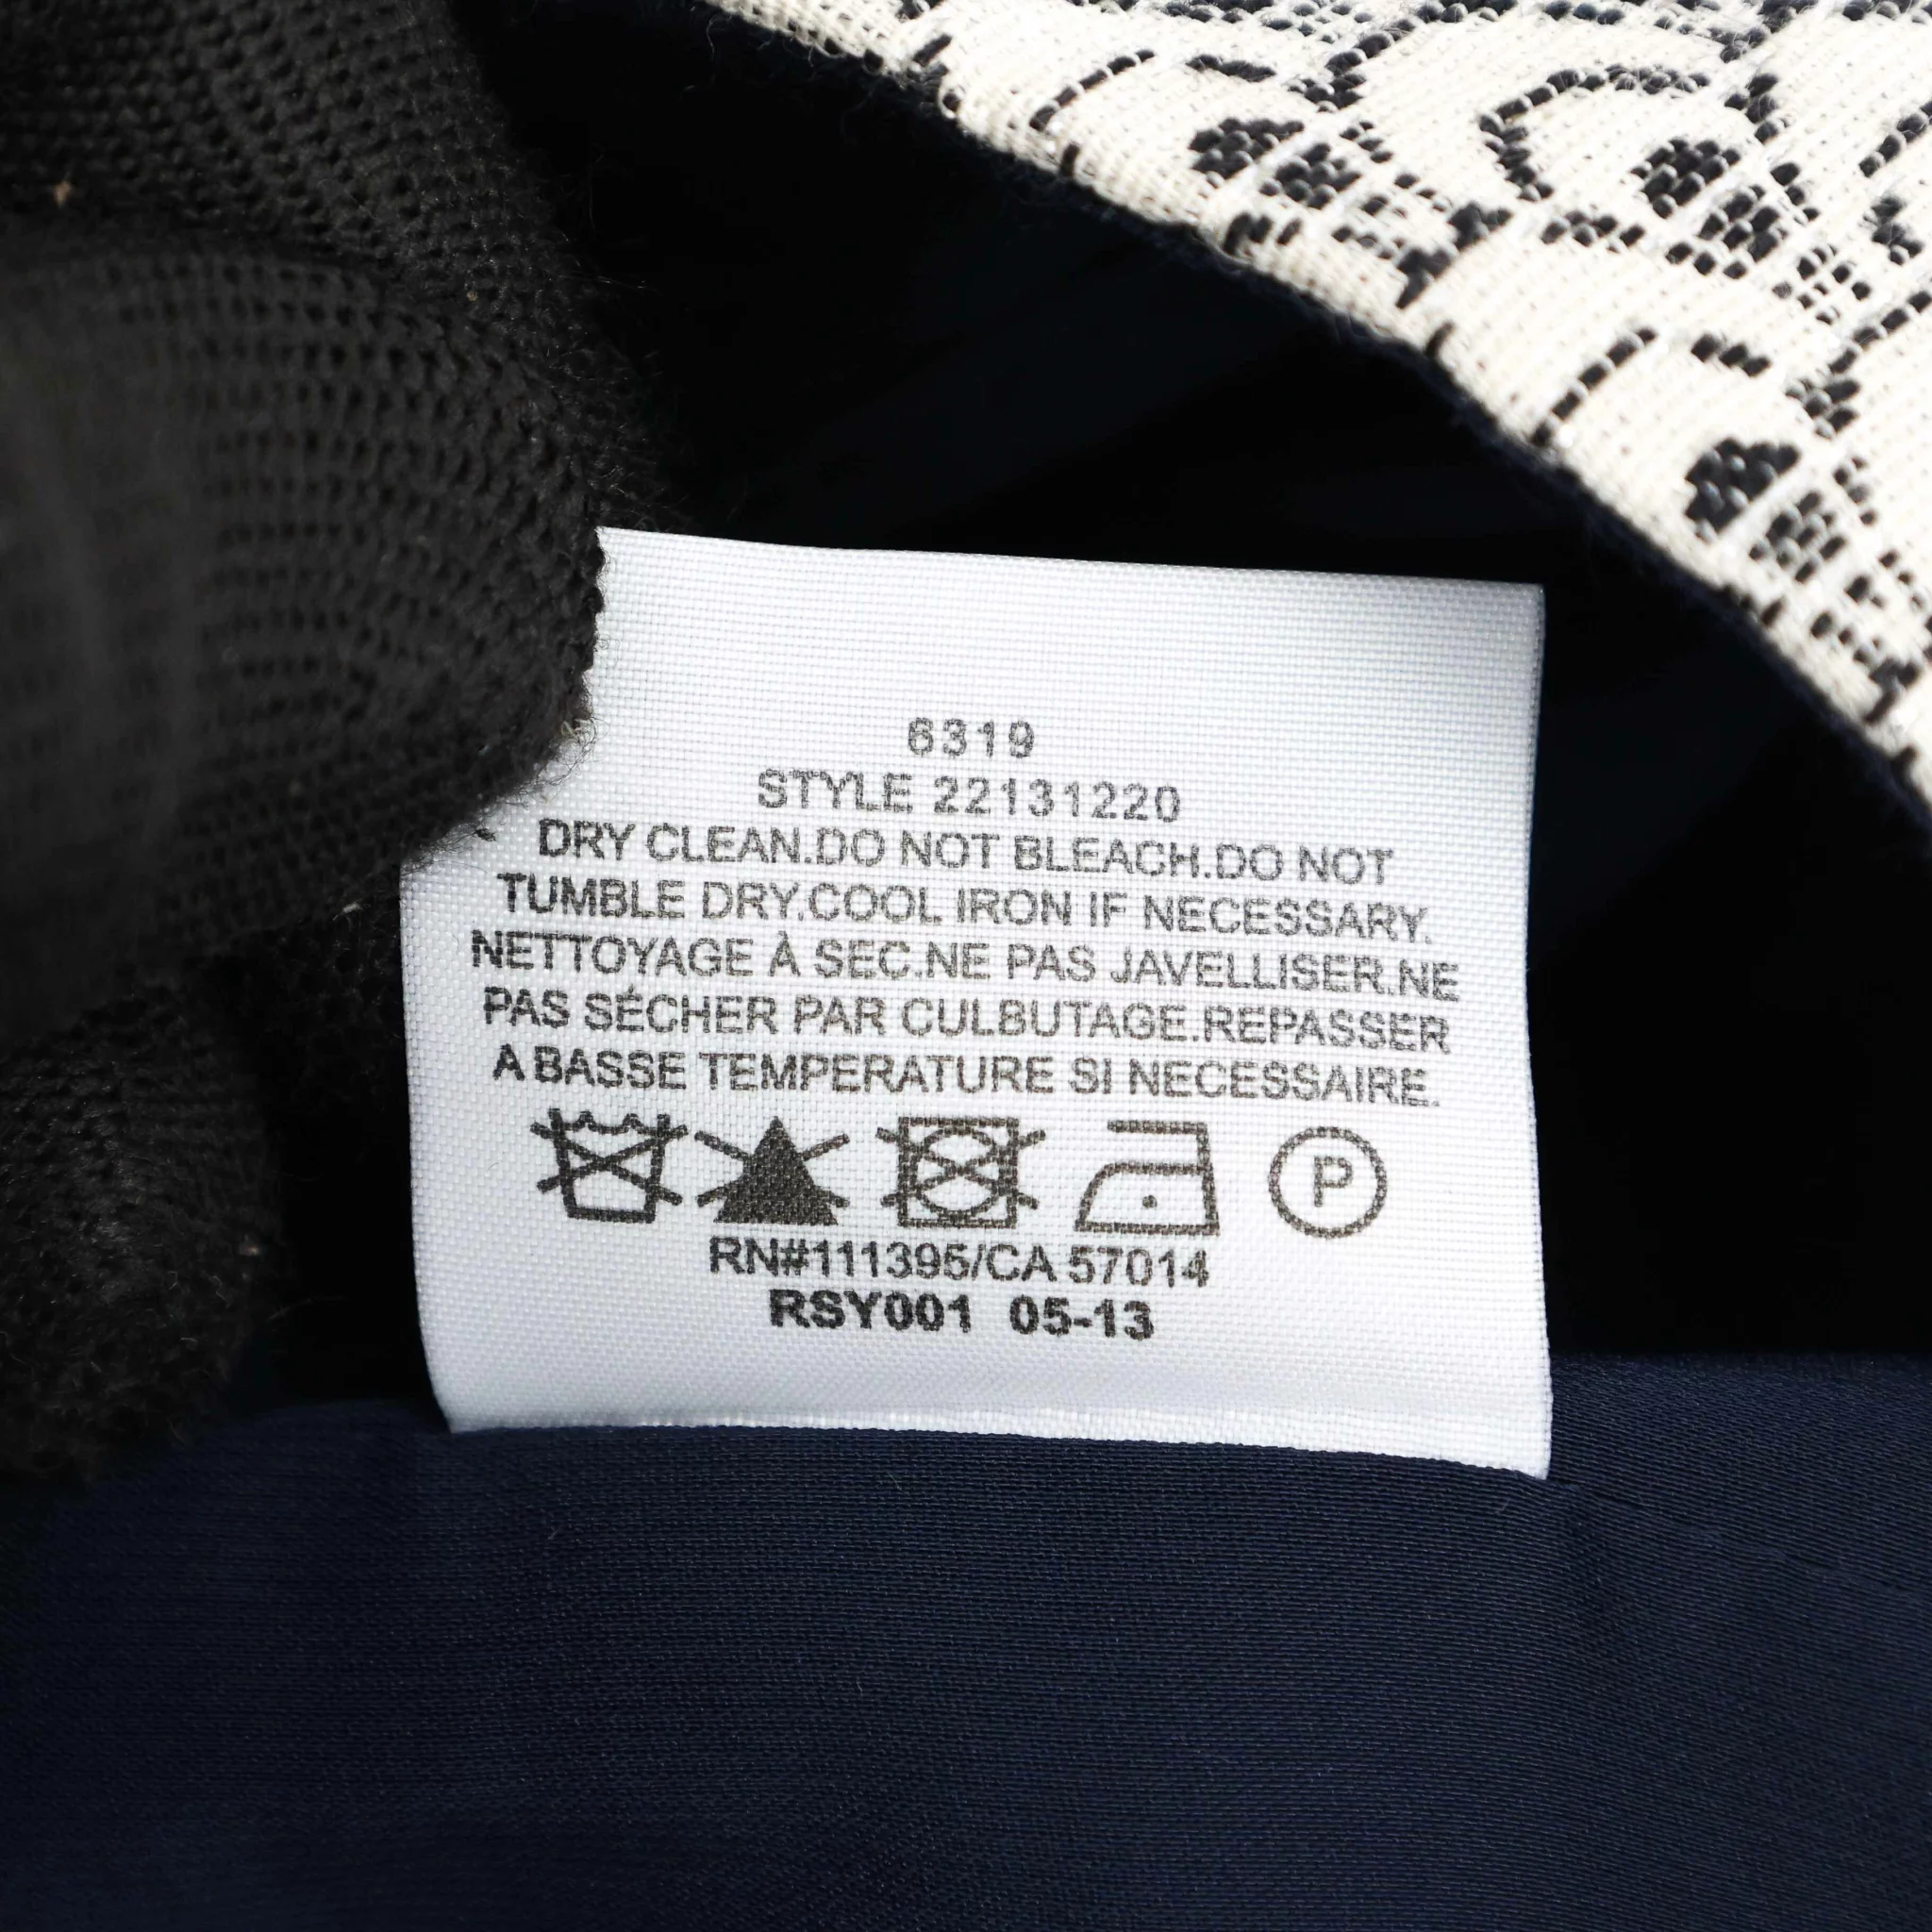 6319
STYLE 22131220
DRY CLEAN.DO NOT BLEACH.DO NOT
TUMBLE DRY.COOL IRON IF NECESSARY.
NETTOYAGE À SEC.NE PAS JAVELLISER.NE
PAS SÉCHER PAR CULBUTAGE.REPASSER
A BASSE TEMPERATURE SI NECESSAIRE.
P
RN#111395/CA 57014
RSY001 05-13